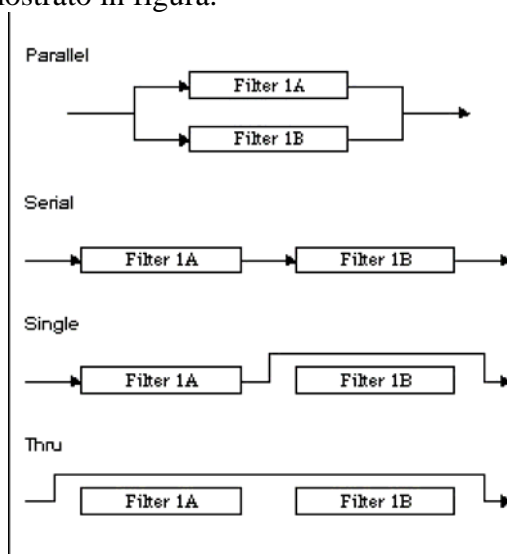 mostrato in figura.
Parallel
Filter 1A
Filter 1B
Serial
Filter 1A Filter 1B
Single
Filter 1A Filter 1B
Thru
Filter 1A Filter 1B